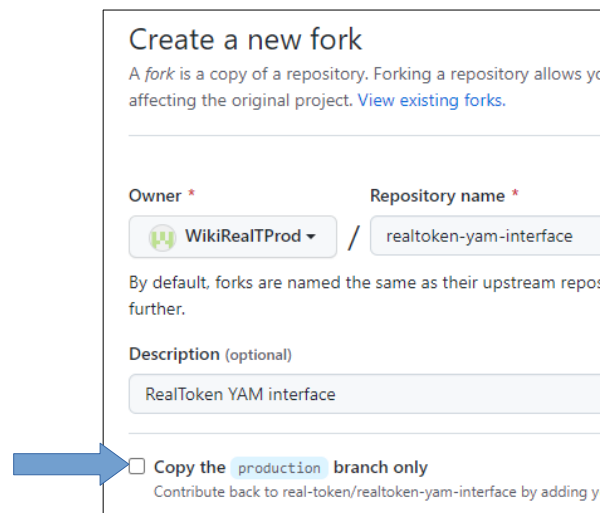 Create a new fork
A fork is a copy of a repository. Forking a repository allows
affecting the original project. View existing forks.
Owner *
Repository name *
WikiRealTProd
/
realtoken-yam-interface
By default, forks are named the same as their upstream
further.
Description (optional)
RealToken YAM interface
Copy the production branch only
Contribute back to real-token/realtoken-yam-interface by adding